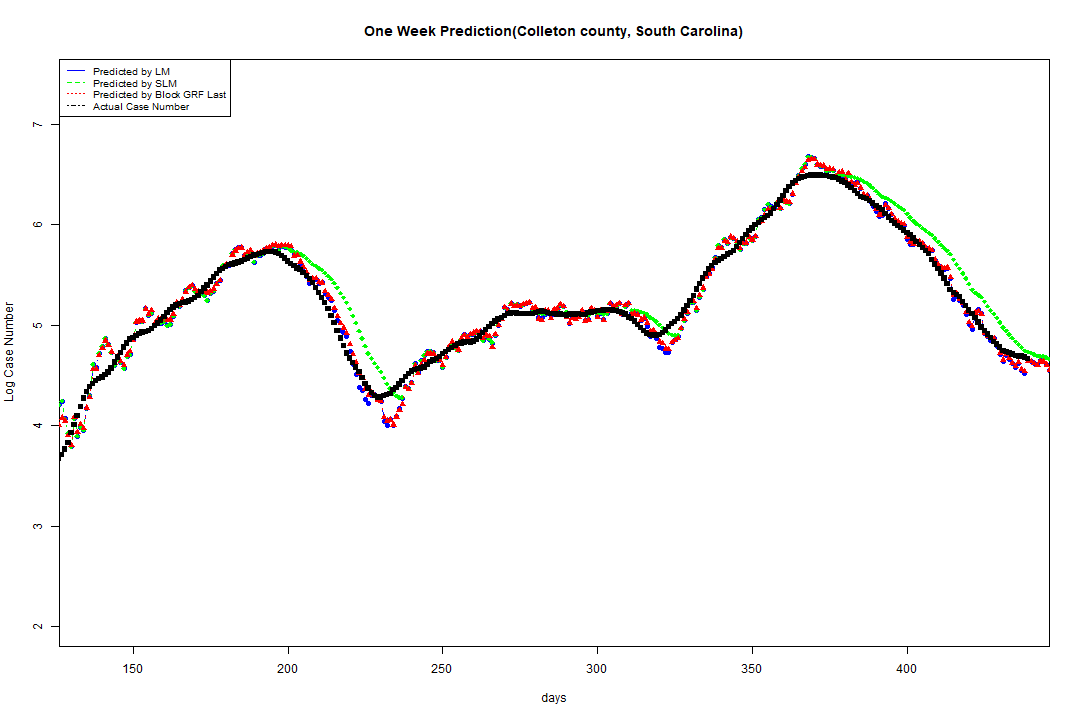 One Week Prediction(Colleton county, South Carolina)
Predicted by LM
Predicted by SLM
Predicted by Block GRF Last
Actual Case Number
7
6
5
4
3
2
Log Case Number
150 200 250 300 350 400
days